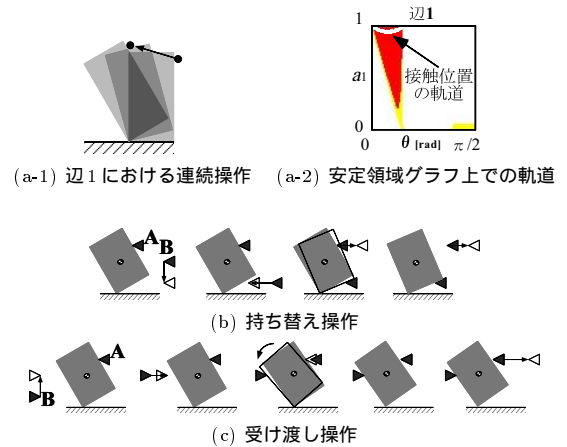 辺1
1
a1
0
接触位置
の軌道
0 θ [rad] π/2
(a-1) 辺1における連続操作
(a-2) 安定領域グラフ上での軌道
A
B
(b) 持ち替え操作
A
B
(c) 受け渡し操作